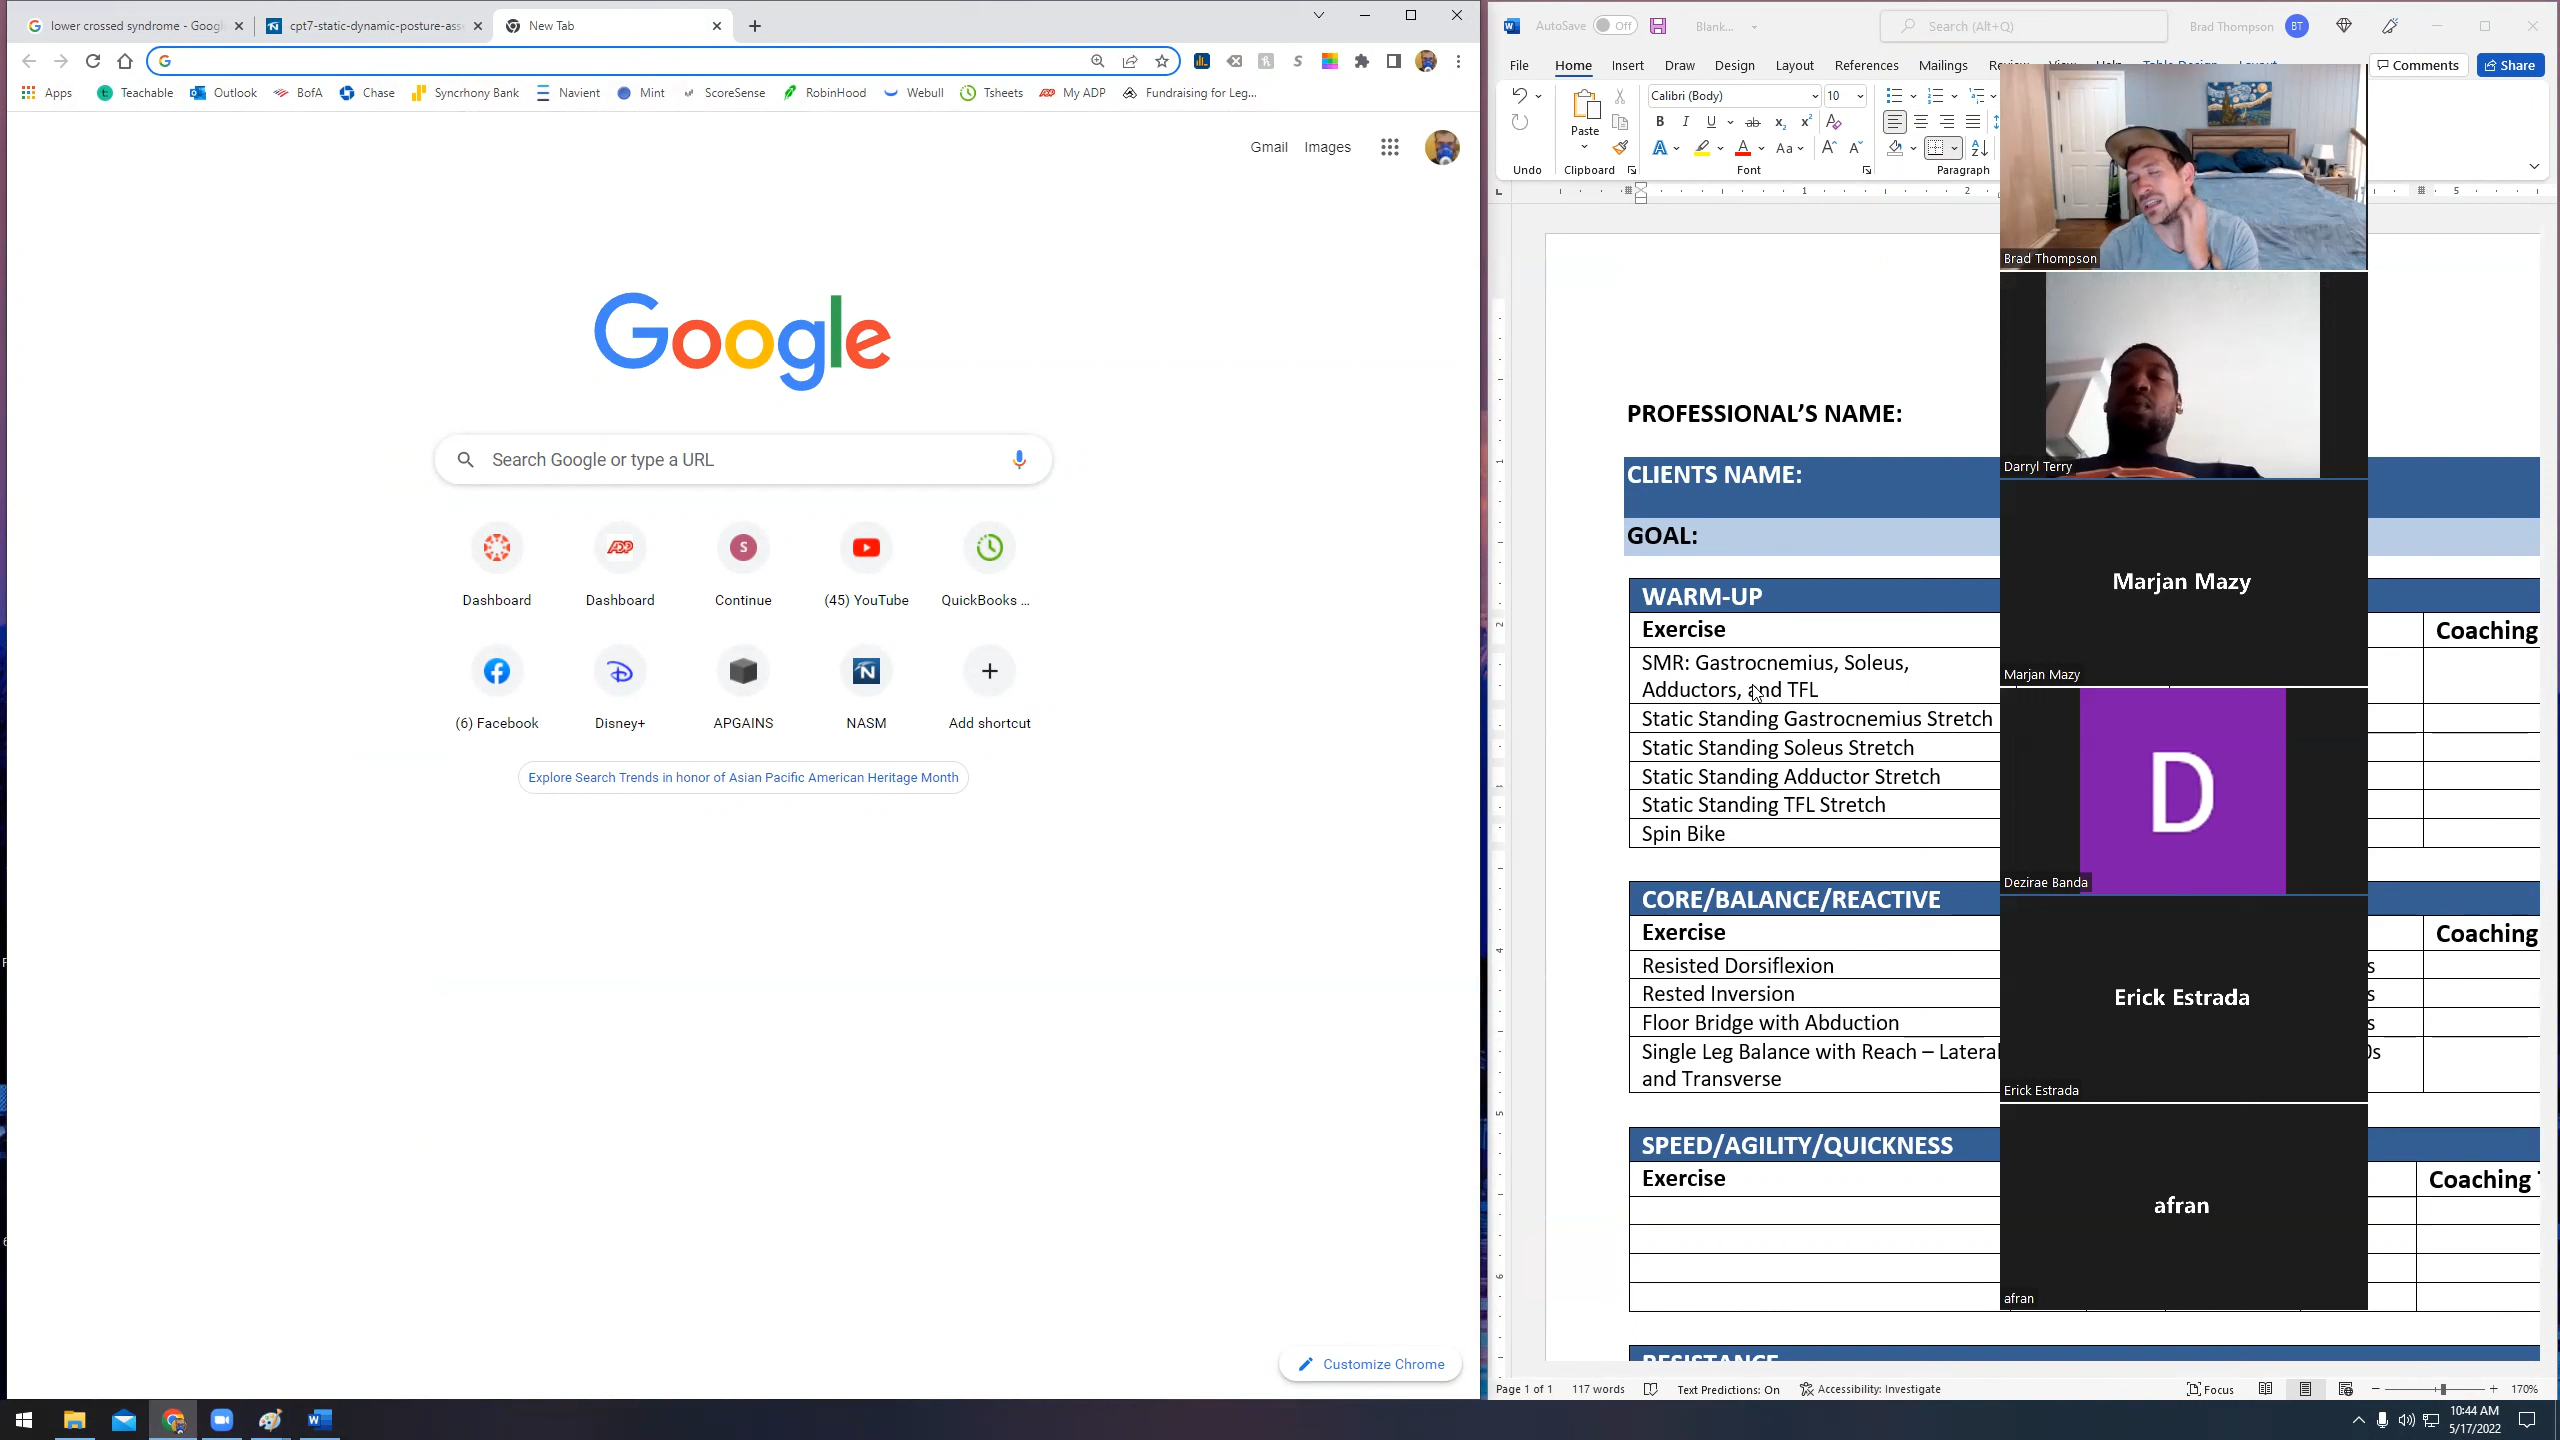 lower crossed syndrome - Googl
cpt7-static-dynamic-posture-ass
New Tab
Apps
Teachable
Outlook
BofA
Chase
Syncrhony Bank
Navient
Mint
ScoreSense
RobinHood
Webull
Tsheets
My ADP
Fundraising for Leg...
Gmail
Images
Google
Search Google or type a URL
Dashboard
ADP
Dashboard
S
Continue
(45) YouTube
QuickBooks ...
(6) Facebook
Disney+
APGAINS
NASM
Add shortcut
Explore Search Trends in honor of Asian Pacific American Heritage Month
Customize Chrome
AutoSave
Off
Blank...
Search (Alt+Q)
Brad Thompson
BT
File
Home
Insert
Draw
Design
Layout
References
Mailings
Comments
Share
Paste
Calibri (Body)
10
Undo
Clipboard
Font
Paragraph
PROFESSIONAL’S NAME:
CLIENTS NAME:
GOAL:
WARM-UP
Exercise
Coaching
SMR: Gastrocnemius, Soleus,
Adductors, and TFL
Static Standing Gastrocnemius Stretch
Static Standing Soleus Stretch
Static Standing Adductor Stretch
Static Standing TFL Stretch
Spin Bike
CORE/BALANCE/REACTIVE
Exercise
Coaching
Resisted Dorsiflexion
Rested Inversion
Floor Bridge with Abduction
Single Leg Balance with Reach – Lateral
and Transverse
SPEED/AGILITY/QUICKNESS
Exercise
Coaching
RESISTANCE
Brad Thompson
Darryl Terry
Marjan Mazy
Marjan Mazy
D
Dezirae Banda
Erick Estrada
Erick Estrada
afran
afran
Page 1 of 1
117 words
Text Predictions: On
Accessibility: Investigate
Focus
170%
10:44 AM
5/17/2022